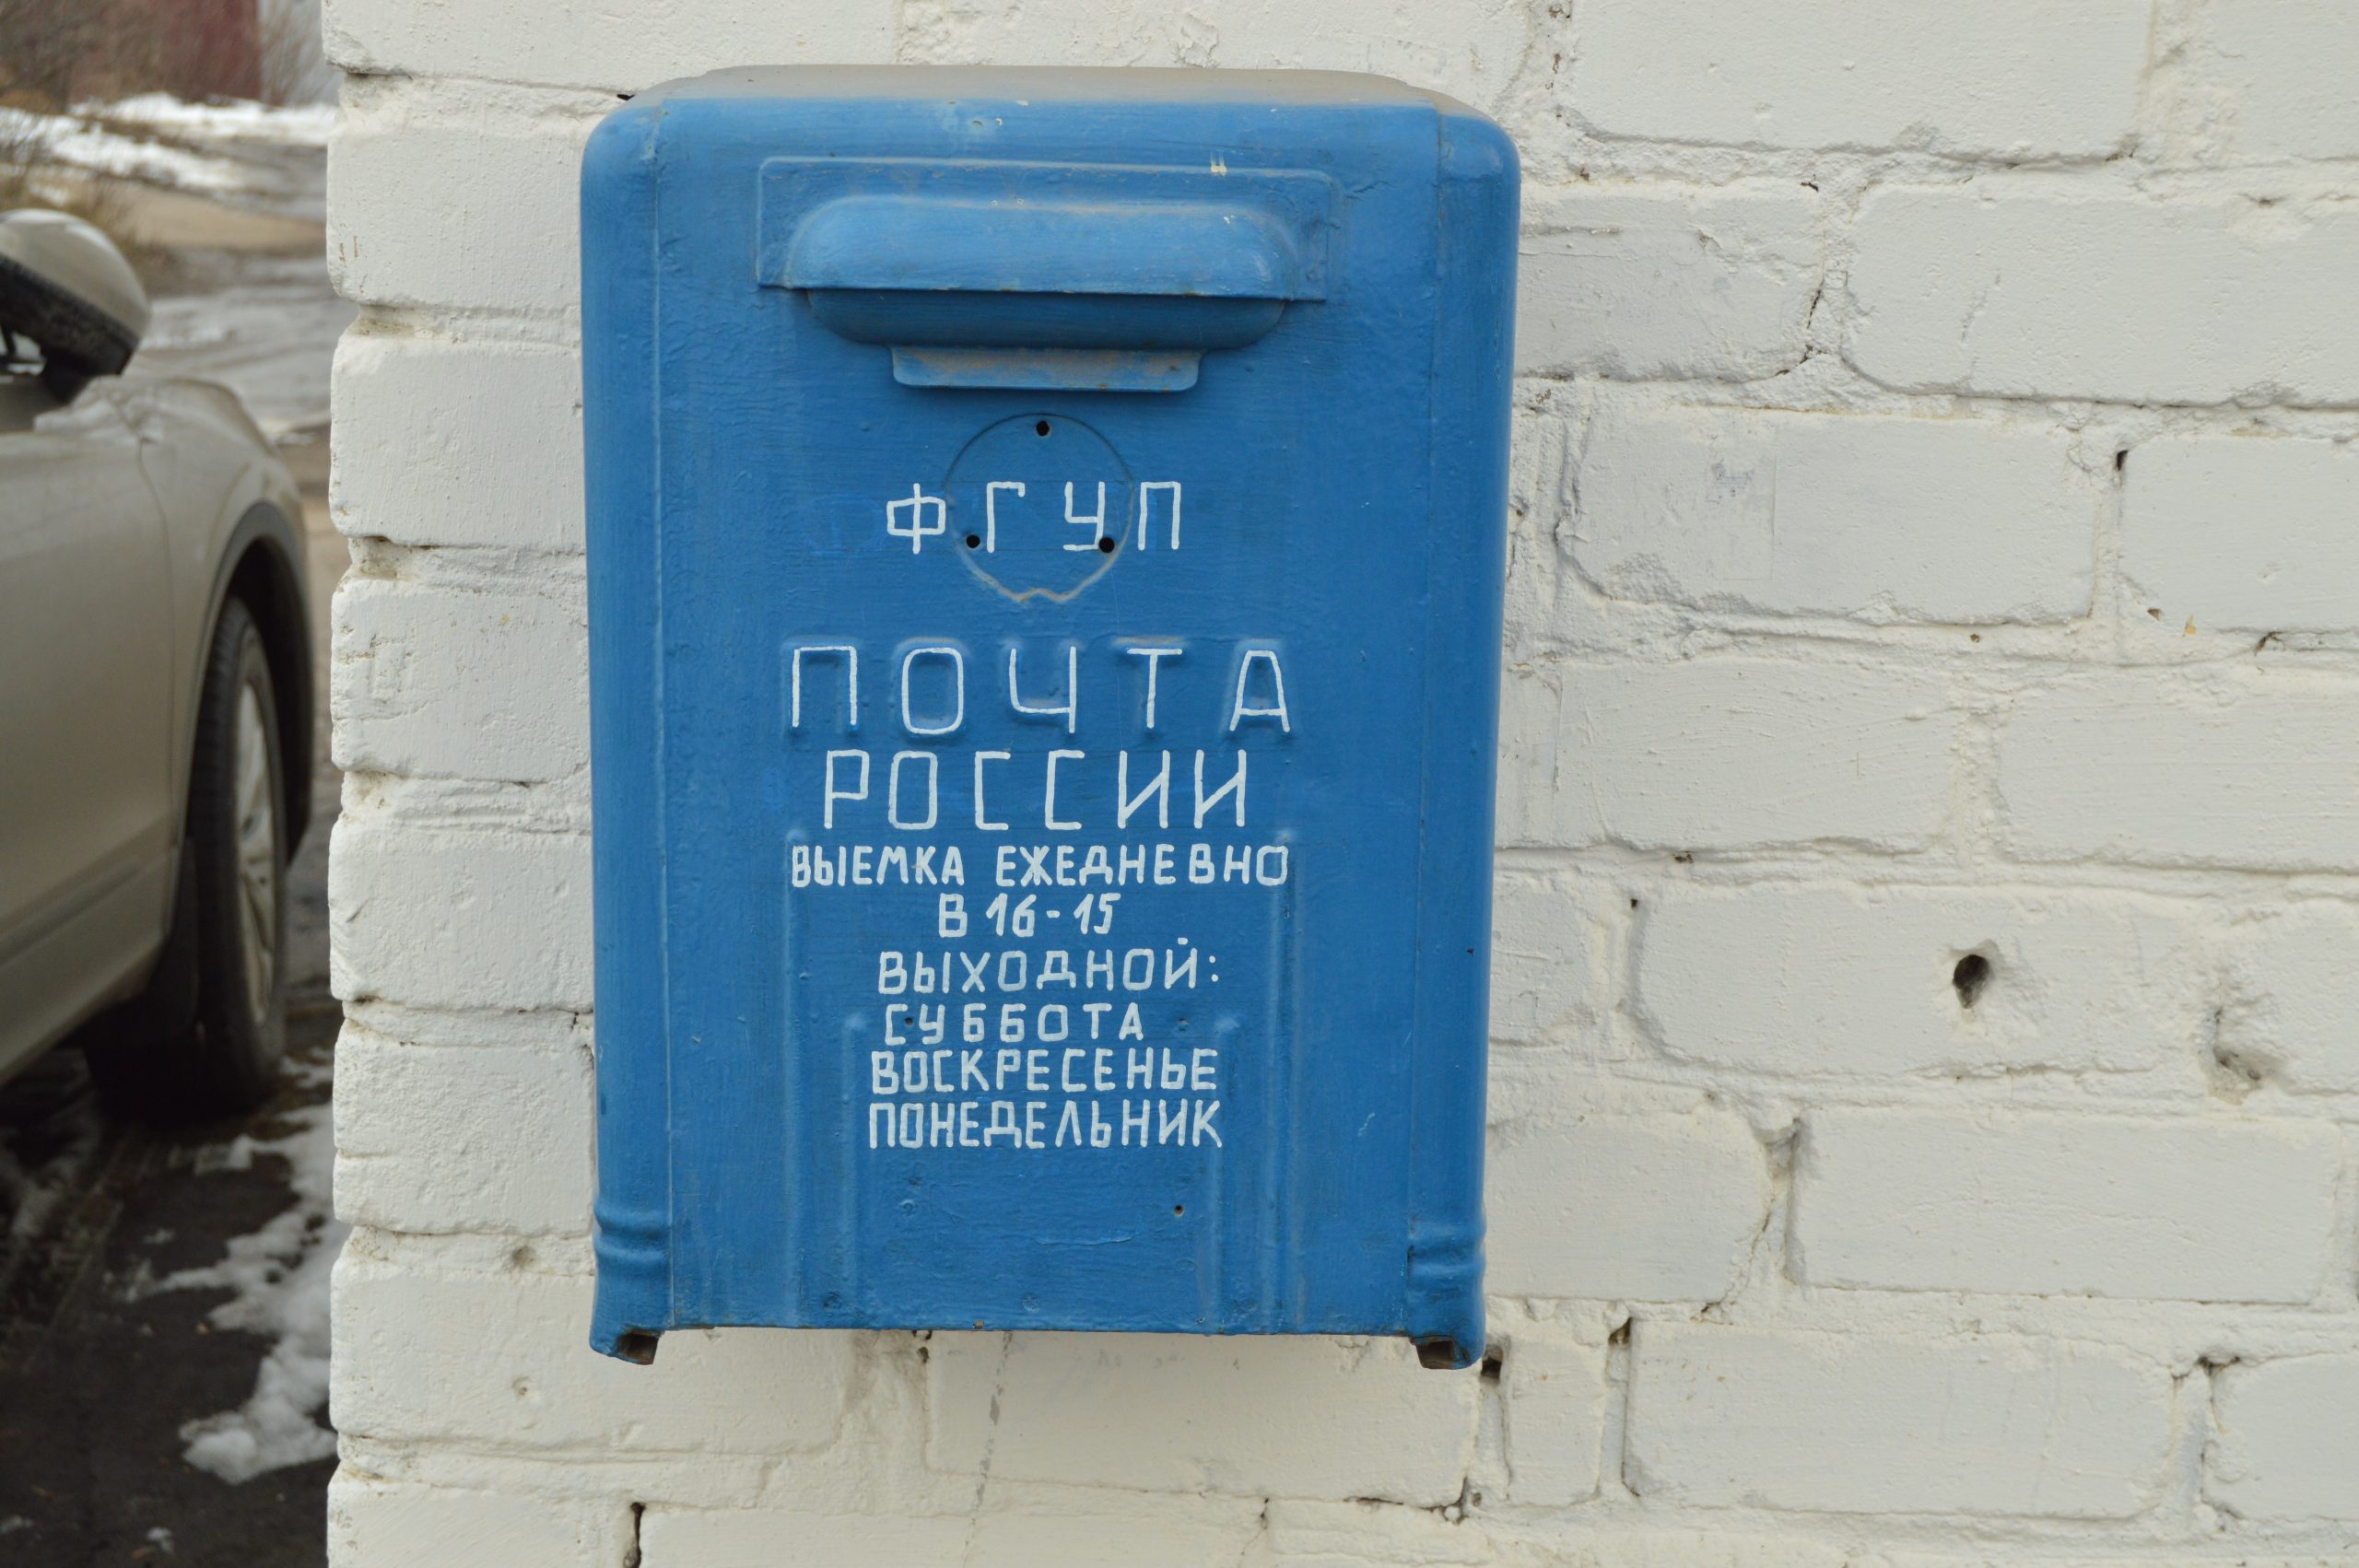 ФГУП
ПОЧТА
РОССИИ
ВЫЕМКА ЕЖЕДНЕВНО
В 16-15
ВЫХОДНОЙ:
СУББОТА
ВОСКРЕСЕНЬЕ
ПОНЕДЕЛЬНИК